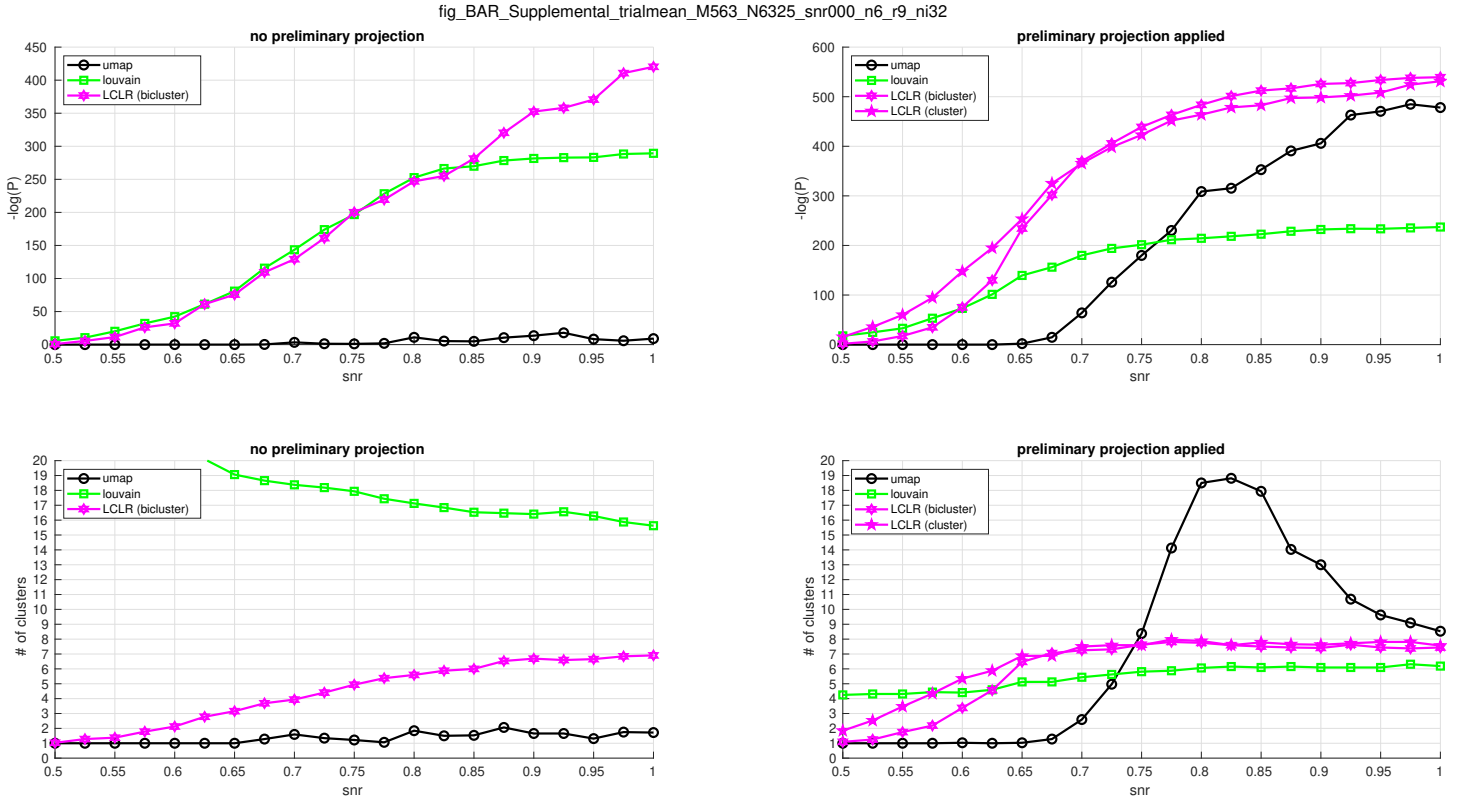 fig_BAR_Supplemental_trialmean_M563_N6325_snr000_n6_r9_ni32
no preliminary projection
450
400
350
300
250
200
150
100
50
0
-log(P)
umap
louvain
LCLR (bicluster)
0.5 0.55 0.6 0.65 0.7 0.75 0.8 0.85 0.9 0.95 1
snr
preliminary projection applied
600
500
400
300
200
100
0
-log(P)
umap
louvain
LCLR (bicluster)
LCLR (cluster)
0.5 0.55 0.6 0.65 0.7 0.75 0.8 0.85 0.9 0.95 1
snr
no preliminary projection
20
19
18
17
16
15
14
13
12
11
10
9
8
7
6
5
4
3
2
1
0
# of clusters
umap
louvain
LCLR (bicluster)
0.5 0.55 0.6 0.65 0.7 0.75 0.8 0.85 0.9 0.95 1
snr
preliminary projection applied
20
19
18
17
16
15
14
13
12
11
10
9
8
7
6
5
4
3
2
1
0
# of clusters
umap
louvain
LCLR (bicluster)
LCLR (cluster)
0.5 0.55 0.6 0.65 0.7 0.75 0.8 0.85 0.9 0.95 1
snr